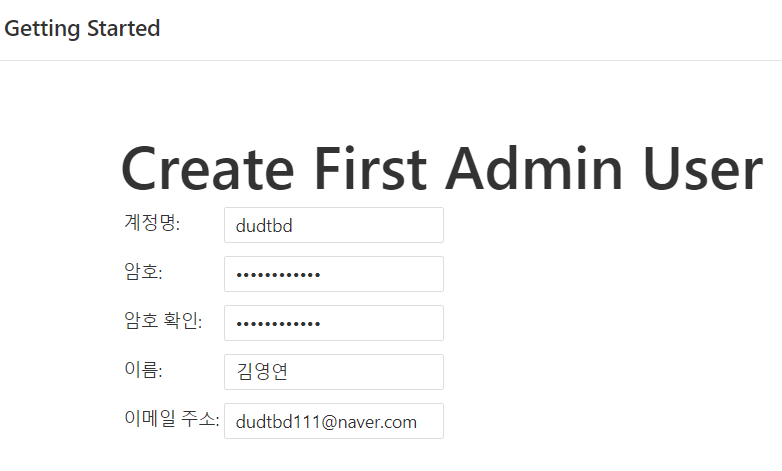 Getting Started
Create First Admin User
계정명: dudtbd
암호: ••••••••••••
암호 확인: ••••••••••••
이름: 김영연
이메일 주소: dudtbd111@naver.com